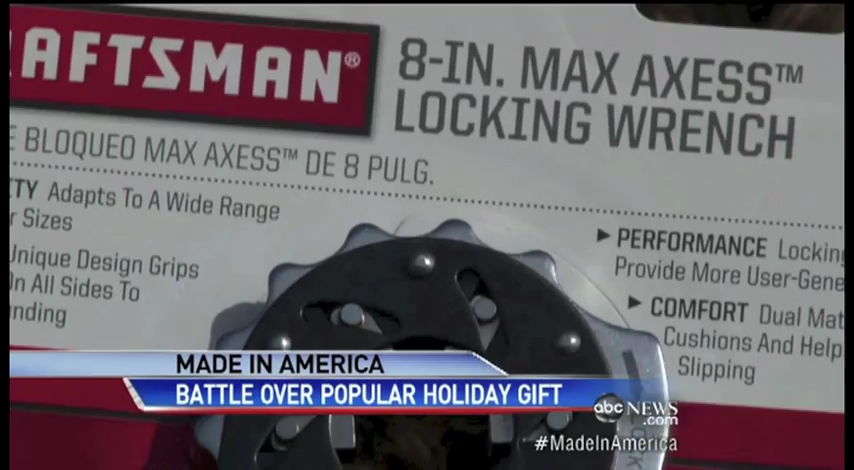 RAFTSMAN®
8-IN. MAX AXESS™
LOCKING WRENCH
E BLOQUEO MAX AXESS™ DE 8 PULG.
TY Adapts To A Wide Range
r Sizes
Unique Design Grips
On All Sides To
nding
▶ PERFORMANCE Locking
Provide More User-Gene
▶ COMFORT Dual Mat
Cushions And Help
Slipping
MADE IN AMERICA
BATTLE OVER POPULAR HOLIDAY GIFT
abc NEWS
.com
#MadeInAmerica